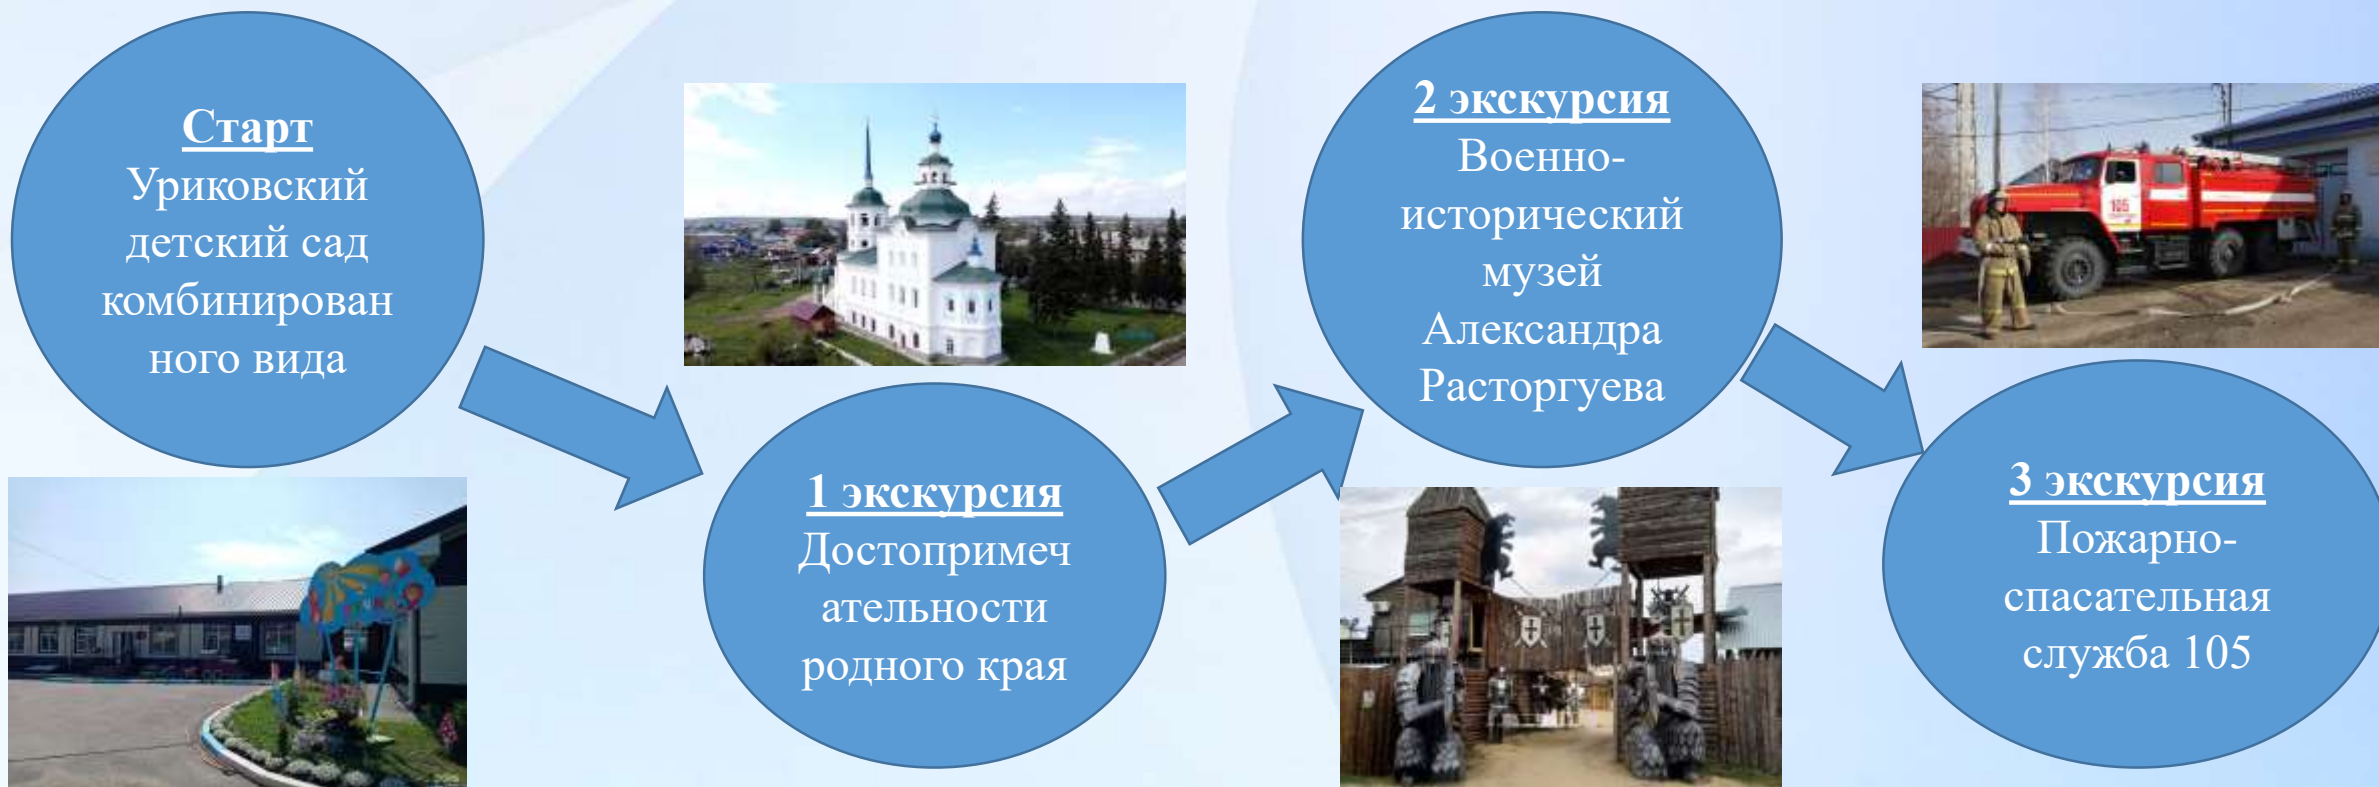 Старт
Уриковский
детский сад
комбинирован
ного вида
1 экскурсия
Достопримеч
ательности
родного края
2 экскурсия
Военно-
исторический
музей
Александра
Расторгуева
105
3 экскурсия
Пожарно-
спасательная
служба 105